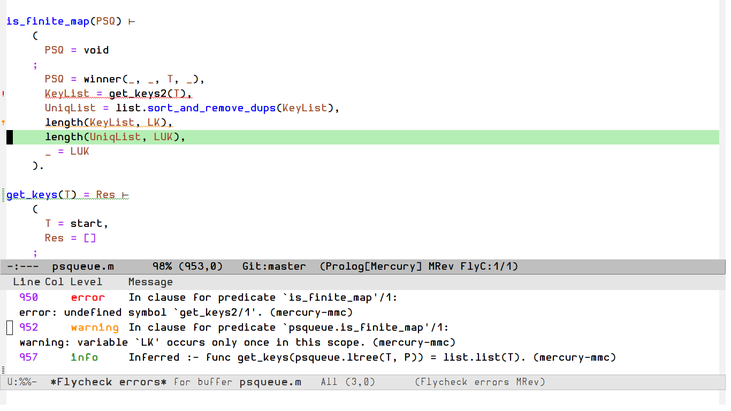 is_finite_map(PSQ) ⊢
(
PSQ = void
;
PSQ = winner(_, _, T, _),
! KeyList = get_keys2(T),
UniqList = list.sort_and_remove_dups(KeyList),
? length(KeyList, LK),
length(UniqList, LUK),
_ = LUK
).
get_keys(T) = Res ⊢
(
T = start,
Res = []
;
-:--- psqueue.m 98% (953,0) Git:master (Prolog[Mercury] MRev FlyC:1/1)
Line Col Level Message
950 error In clause for predicate `is_finite_map'/1:
error: undefined symbol `get_keys2/1'. (mercury-mmc)
952 warning In clause for predicate `psqueue.is_finite_map'/1:
warning: variable `LK' occurs only once in this scope. (mercury-mmc)
957 info Inferred :- func get_keys(psqueue.ltree(T, P)) = list.list(T). (mercury-mmc)
U:%%- *Flycheck errors* for buffer psqueue.m All (3,0) (Flycheck errors MRev)